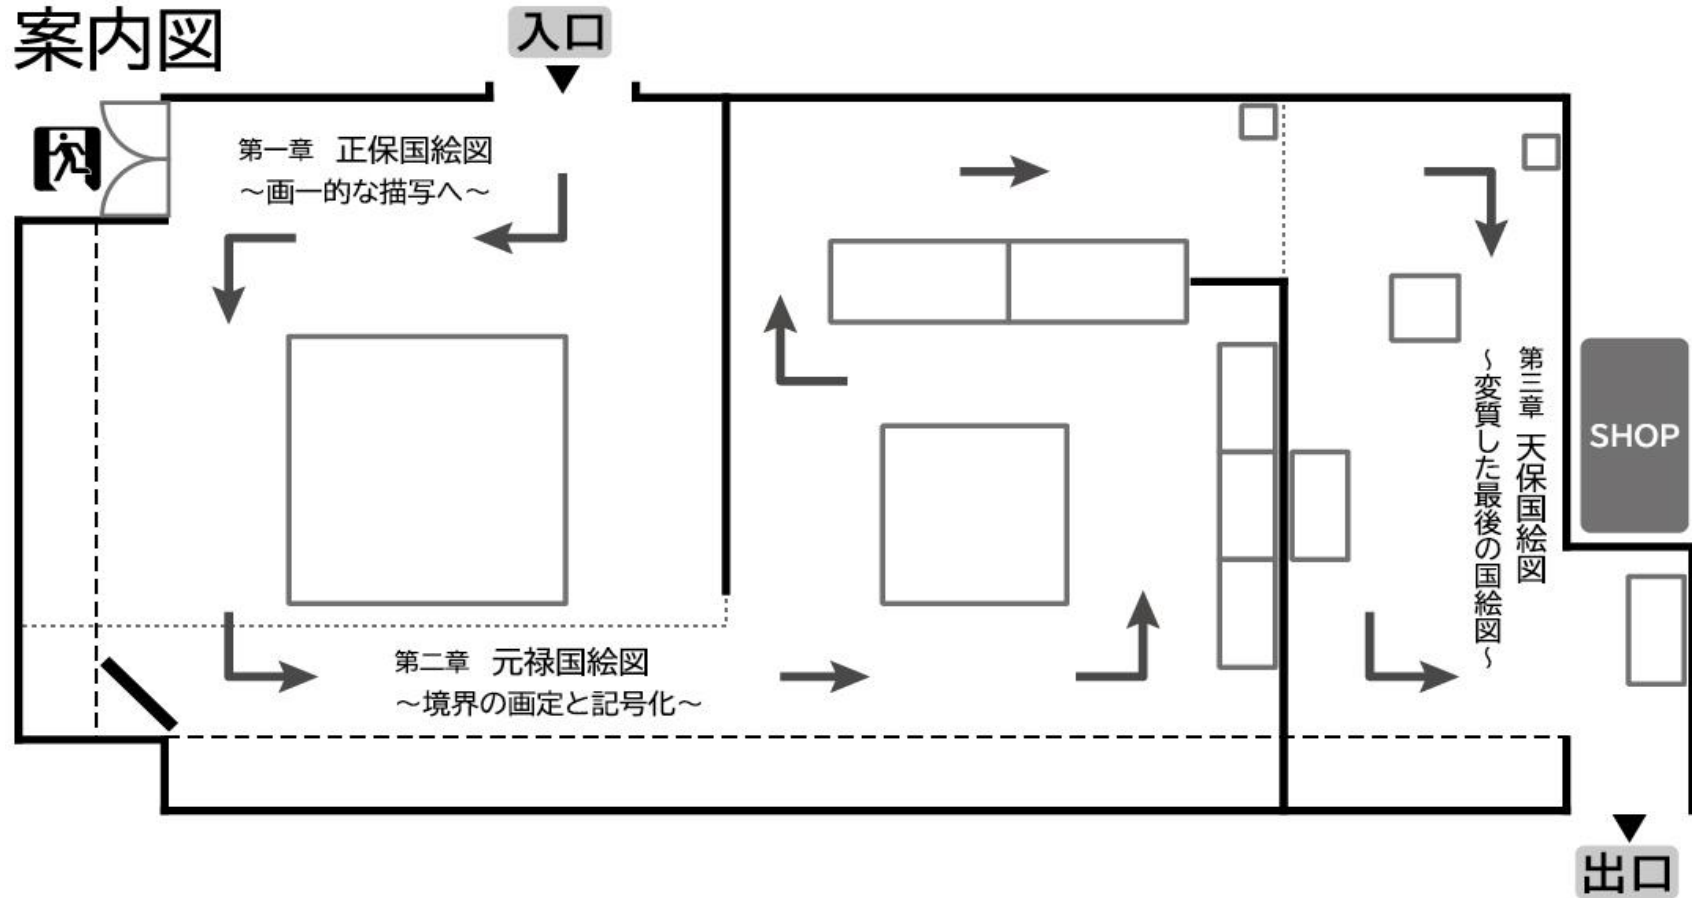 案内図
入口
第一章 正保国絵図
～画一的な描写へ～
第二章 元禄国絵図
～境界の画定と記号化～
第三章 天保国絵図
～変質した最後の国絵図～
SHOP
出口